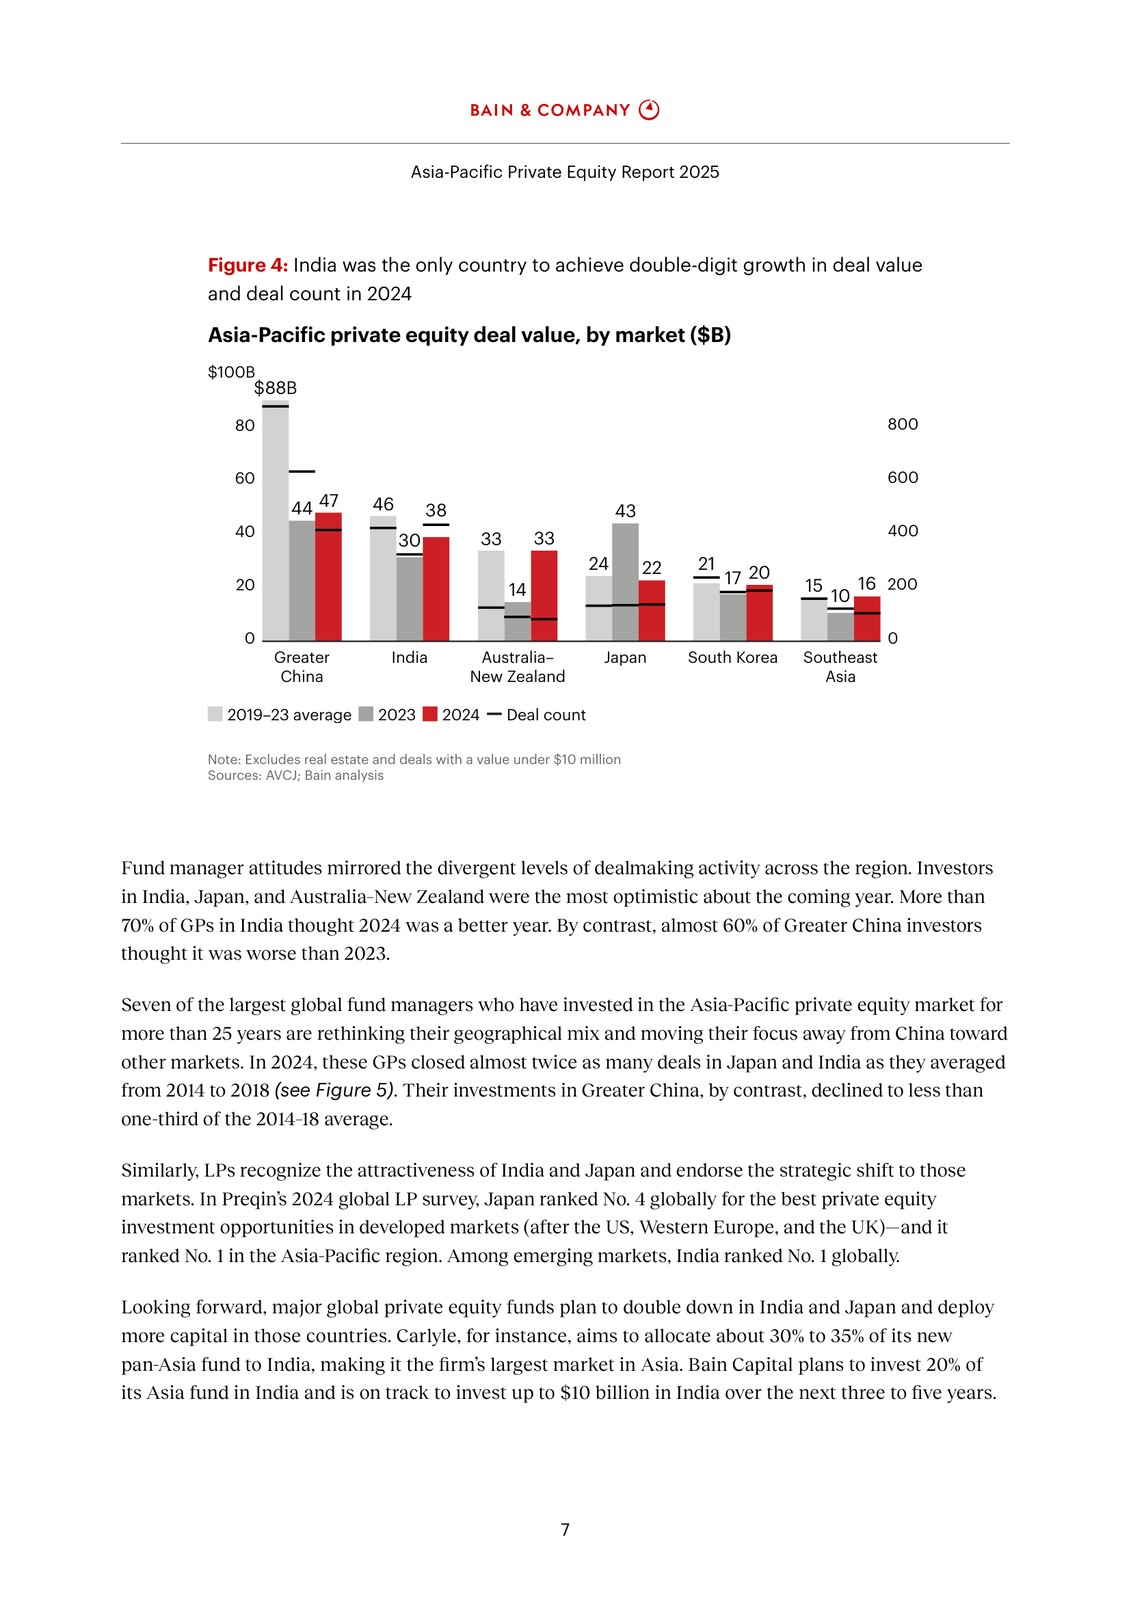 BAIN & COMPANY
Asia-Pacific Private Equity Report 2025
Figure 4: India was the only country to achieve double-digit growth in deal value
and deal count in 2024
Asia-Pacific private equity deal value, by market ($B)
$100B
80
60
40
20
0
$88B
44
47
46
30
38
33
14
33
24
43
22
21
17
20
15
10
16
800
600
400
200
0
Greater
China
India
Australia–
New Zealand
Japan
South Korea
Southeast
Asia
2019–23 average 2023 2024 Deal count
Note: Excludes real estate and deals with a value under $10 million
Sources: AVCJ; Bain analysis
Fund manager attitudes mirrored the divergent levels of dealmaking activity across the region. Investors
in India, Japan, and Australia-New Zealand were the most optimistic about the coming year. More than
70% of GPs in India thought 2024 was a better year. By contrast, almost 60% of Greater China investors
thought it was worse than 2023.
Seven of the largest global fund managers who have invested in the Asia-Pacific private equity market for
more than 25 years are rethinking their geographical mix and moving their focus away from China toward
other markets. In 2024, these GPs closed almost twice as many deals in Japan and India as they averaged
from 2014 to 2018 (see Figure 5). Their investments in Greater China, by contrast, declined to less than
one-third of the 2014-18 average.
Similarly, LPs recognize the attractiveness of India and Japan and endorse the strategic shift to those
markets. In Preqin’s 2024 global LP survey, Japan ranked No. 4 globally for the best private equity
investment opportunities in developed markets (after the US, Western Europe, and the UK)—and it
ranked No. 1 in the Asia-Pacific region. Among emerging markets, India ranked No. 1 globally.
Looking forward, major global private equity funds plan to double down in India and Japan and deploy
more capital in those countries. Carlyle, for instance, aims to allocate about 30% to 35% of its new
pan-Asia fund to India, making it the firm’s largest market in Asia. Bain Capital plans to invest 20% of
its Asia fund in India and is on track to invest up to $10 billion in India over the next three to five years.
7